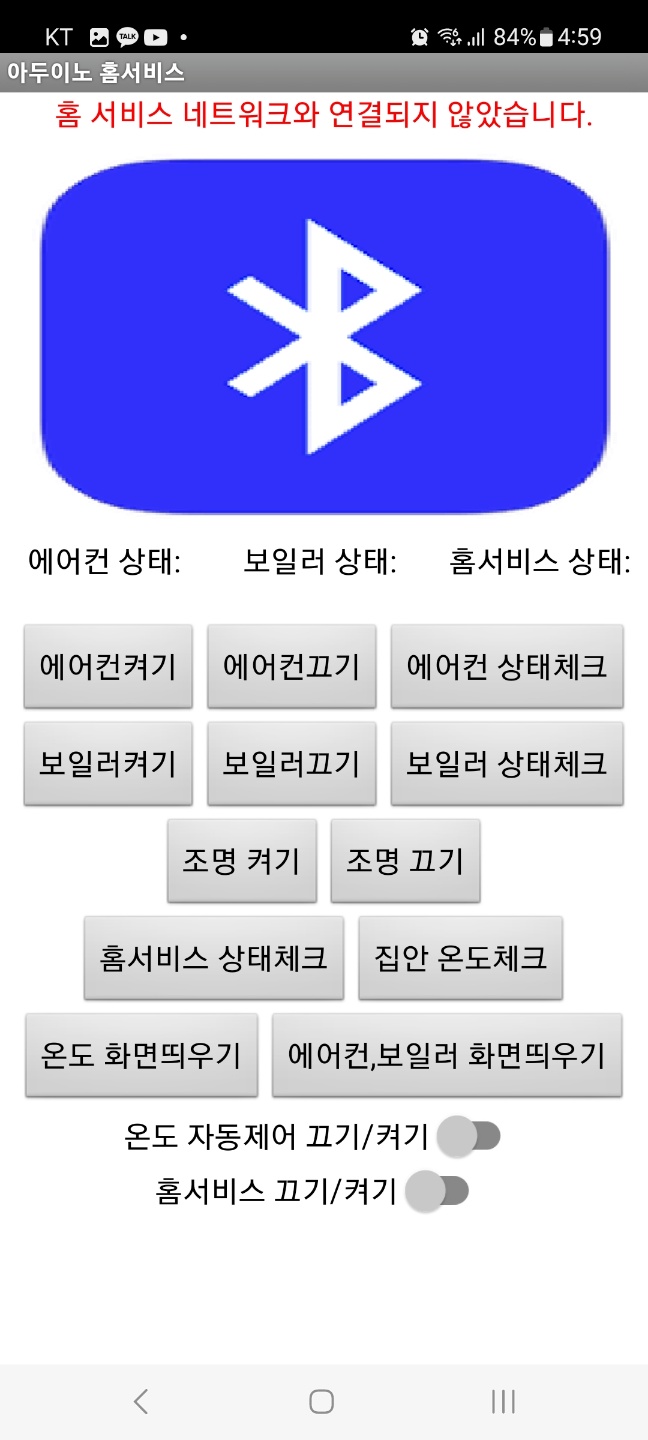 KT TALK 84% 4:59
아두이노 홈서비스
홈 서비스 네트워크와 연결되지 않았습니다.
에어컨 상태: 보일러 상태: 홈서비스 상태:
에어컨켜기 에어컨끄기 에어컨 상태체크
보일러켜기 보일러끄기 보일러 상태체크
조명 켜기 조명 끄기
홈서비스 상태체크 집안 온도체크
온도 화면띄우기 에어컨,보일러 화면띄우기
온도 자동제어 끄기/켜기
홈서비스 끄기/켜기